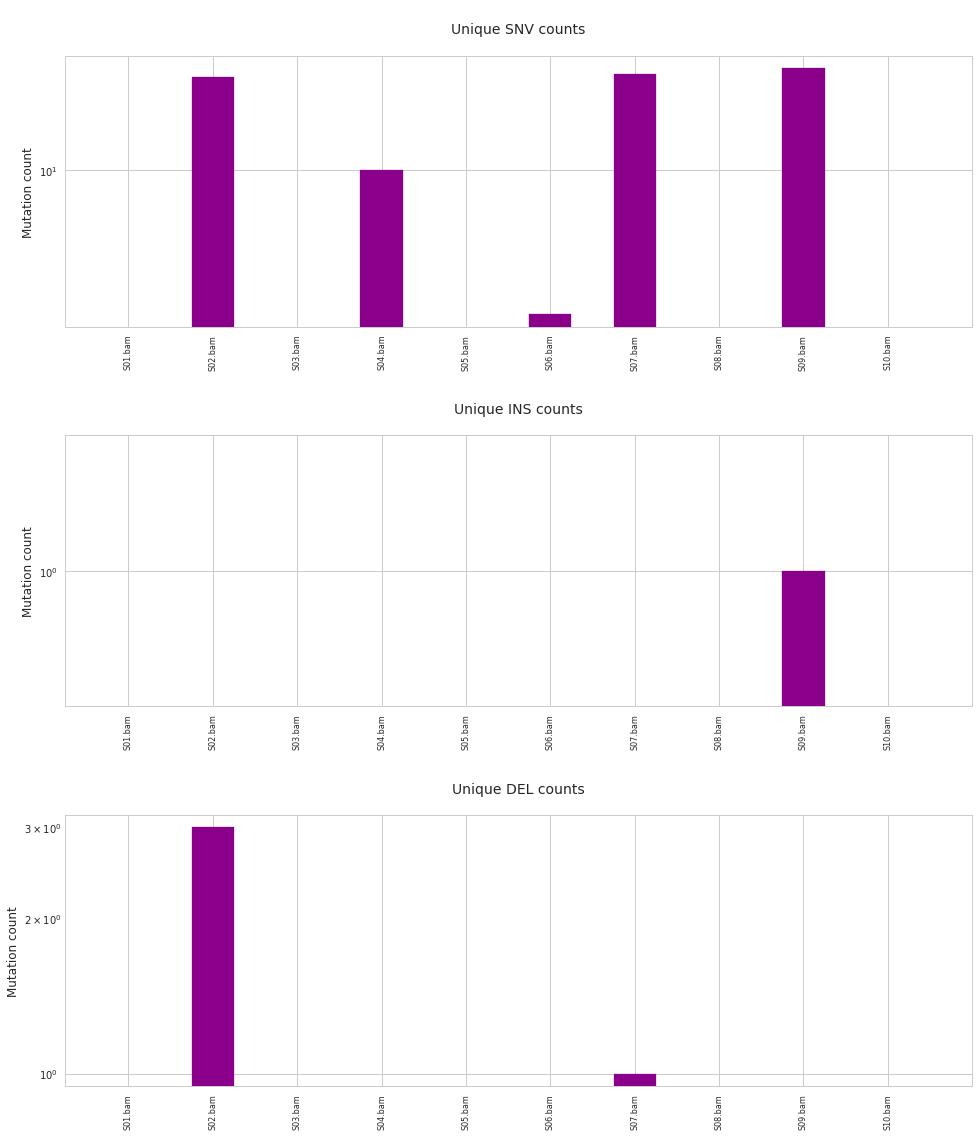 Unique SNV counts
Mutation count
10¹
S01.bam S02.bam S03.bam S04.bam S05.bam S06.bam S07.bam S08.bam S09.bam S10.bam
Unique INS counts
Mutation count
10⁰
S01.bam S02.bam S03.bam S04.bam S05.bam S06.bam S07.bam S08.bam S09.bam S10.bam
Unique DEL counts
Mutation count
3 × 10⁰
2 × 10⁰
10⁰
S01.bam S02.bam S03.bam S04.bam S05.bam S06.bam S07.bam S08.bam S09.bam S10.bam